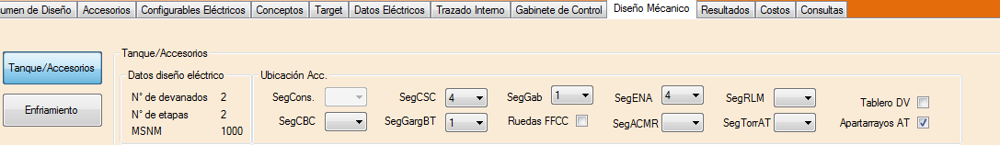 umen de Diseño Accesorios Configurables Eléctricos Conceptos Target Datos Eléctricos Trazado Interno Gabinete de Control Diseño Mécanico Resultados Costos Consultas
Tanque/Accesorios
Tanque/Accesorios
Datos diseño eléctrico
Ubicación Acc.
N° de devanados 2
SegCons. SegCSC 4 SegGab 1 SegENA 4 SegRLM Tablero DV
Enfriamiento
N° de etapas 2
SegCBC SegGargBT 1 Ruedas FFCC SegACMR SegTorrAT Apartarrayos AT
MSNM 1000